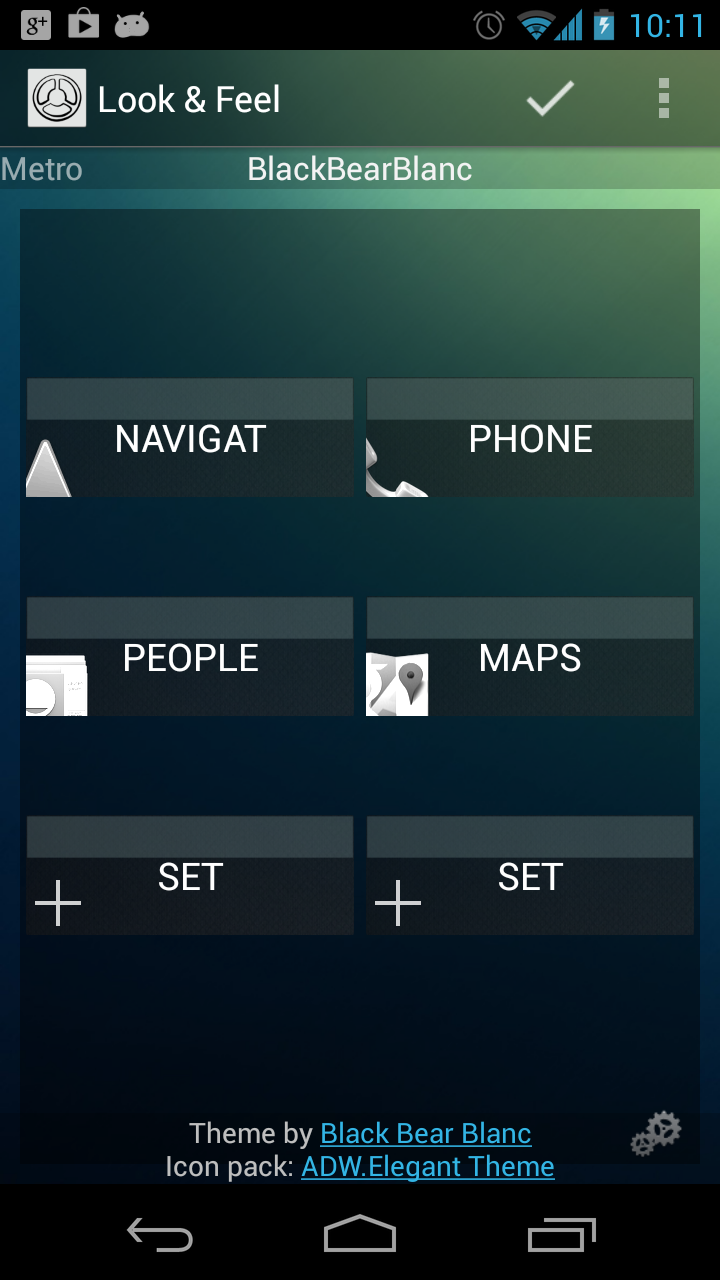 g+ 10:11
Look & Feel
Metro BlackBearBlanc
NAVIGAT PHONE
PEOPLE MAPS
SET SET
Theme by Black Bear Blanc
Icon pack: ADW.Elegant Theme